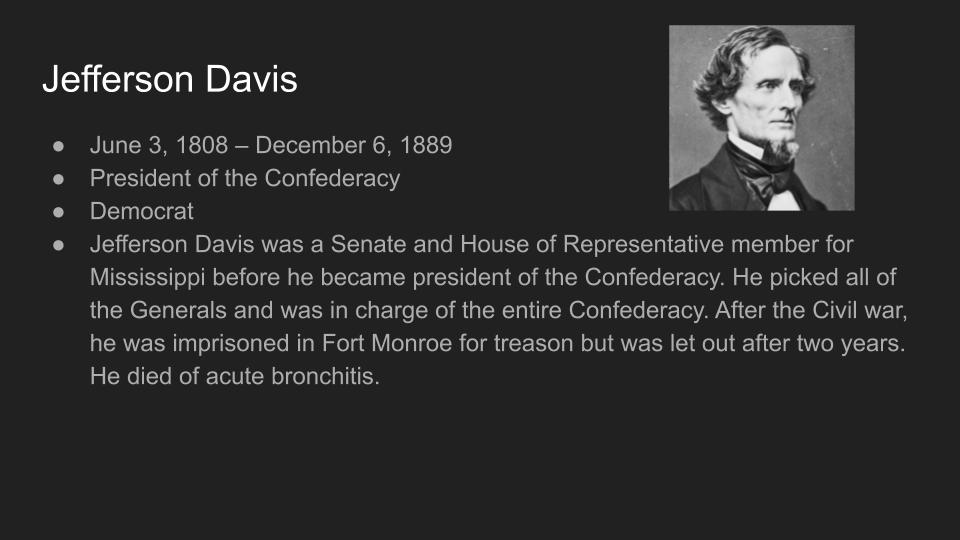 Jefferson Davis
● June 3, 1808 – December 6, 1889
● President of the Confederacy
● Democrat
● Jefferson Davis was a Senate and House of Representative member for
Mississippi before he became president of the Confederacy. He picked all of
the Generals and was in charge of the entire Confederacy. After the Civil war,
he was imprisoned in Fort Monroe for treason but was let out after two years.
He died of acute bronchitis.